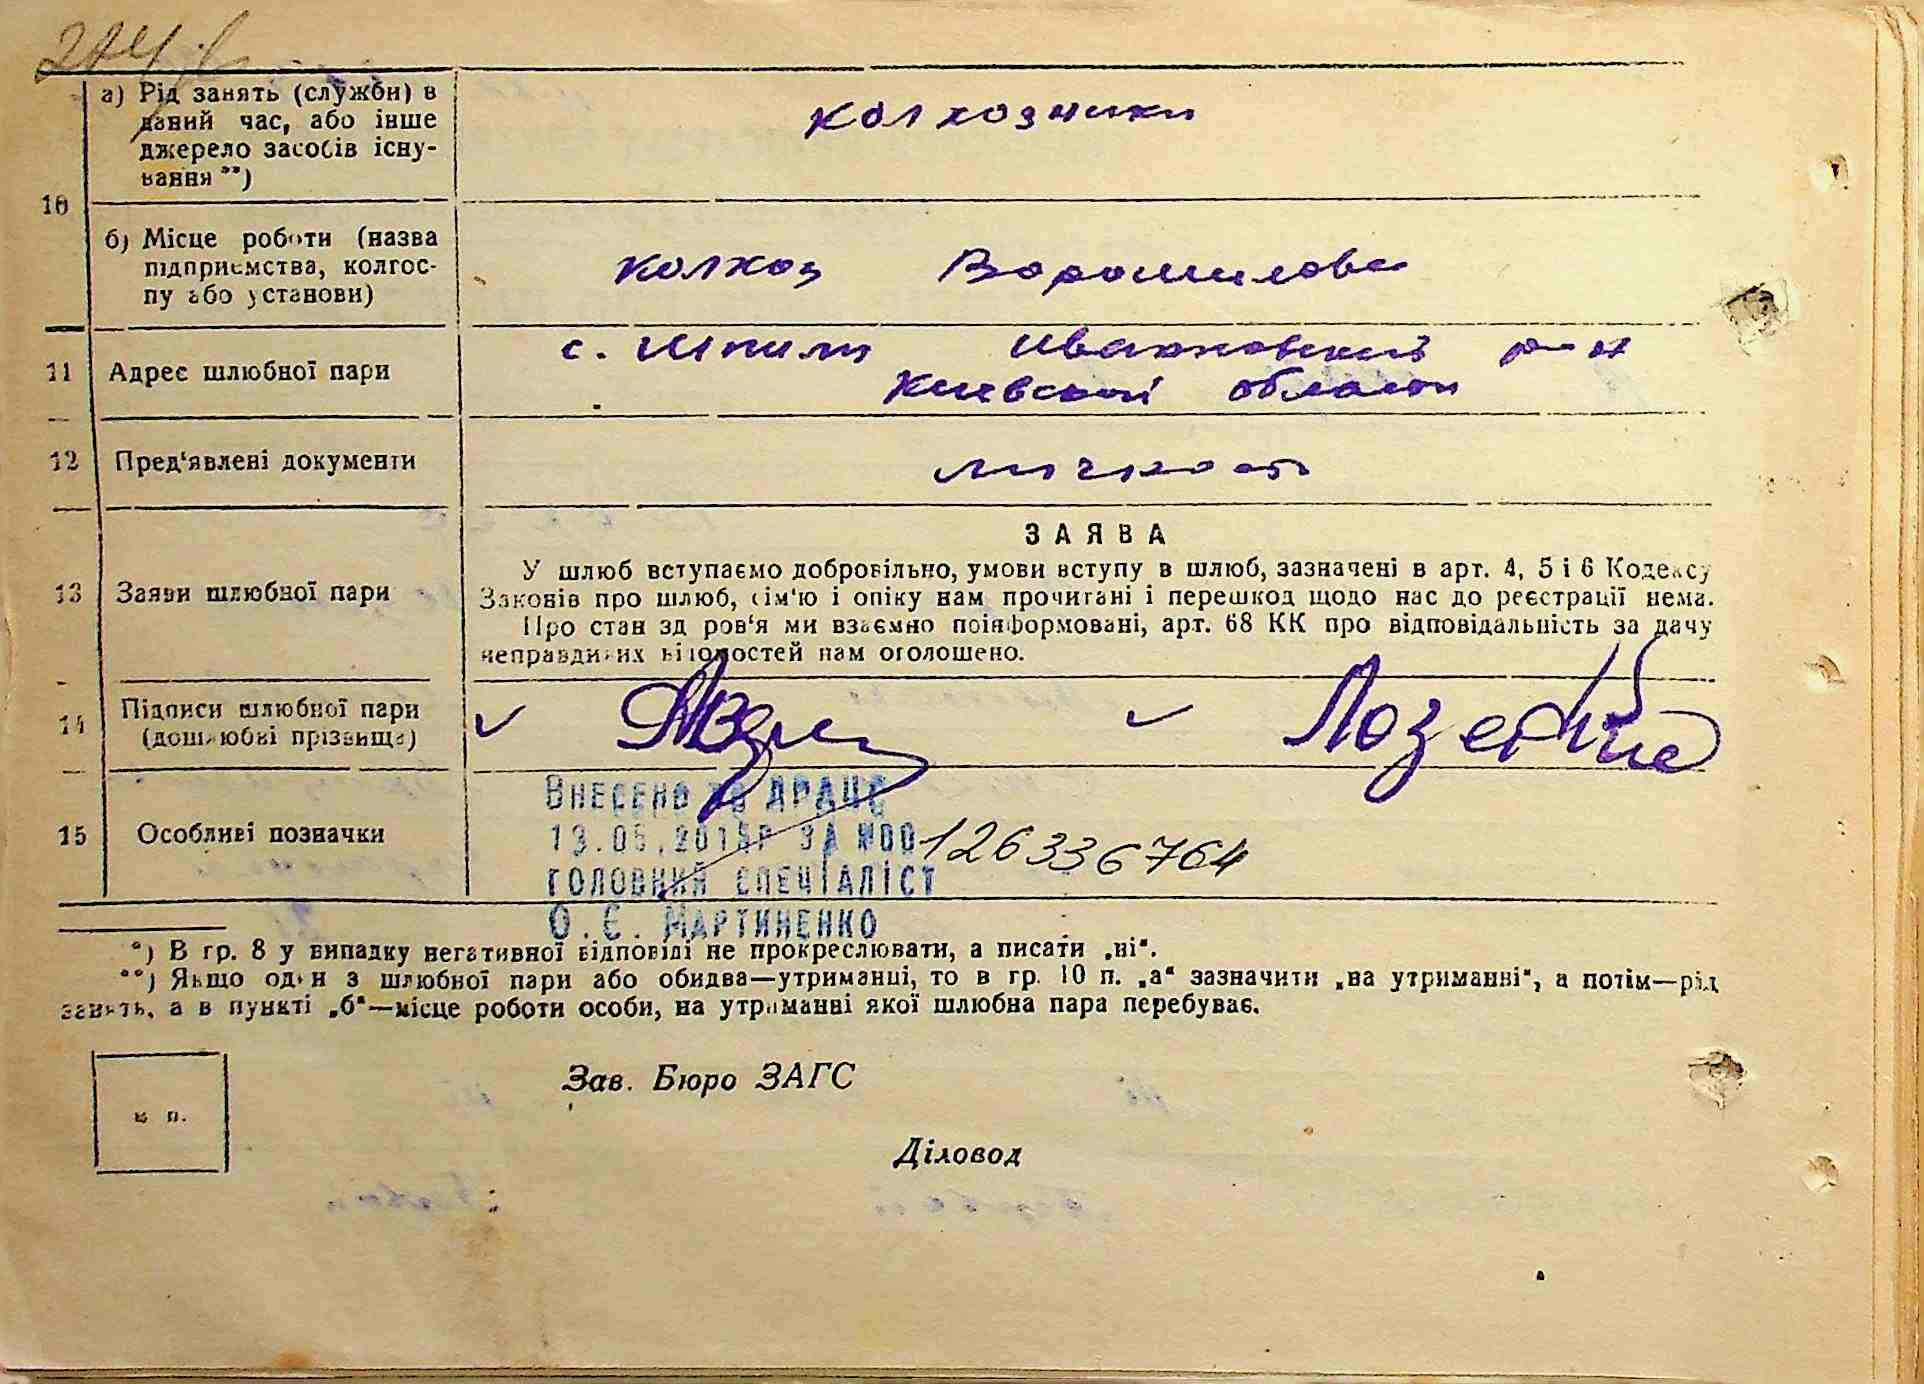 а) Рід занять (служби) в
даний час, або інше
джерело засобів існу-
вання **)
колхозники
10
б) Місце роботи (назва
підприємства, колгос-
пу або установи)
колхоз Ворошилова
11 Адрес шлюбної пари
с. Шпили Иванковский р-н
Киевской области
12 Пред'явлені документи
личность
ЗАЯВА
13 Заяви шлюбної пари
У шлюб вступаємо добровільно, умови вступу в шлюб, зазначені в арт. 4, 5 і 6 Кодексу
Законів про шлюб, сім'ю і опіку нам прочитані і перешкод щодо нас до реєстрації нема.
Про стан здоров'я ми взаємно поінформовані, арт. 68 КК про відповідальність за дачу
неправдивих відомостей нам оголошено.
14 Підписи шлюбної пари
(дошлюбні прізвища)
ВНЕСЕНО ДО ДРАЦС
15 Особливі позначки
ЗА №00126336764
ГОЛОВНИЙ СПЕЦІАЛІСТ
О.Є. МАРТИНЕНКО
*) В гр. 8 у випадку негативної відповіді не прокреслювати, а писати „ні“.
**) Якщо один з шлюбної пари або обидва—утриманці, то в гр. 10 п. „а“ зазначити „на утриманні“, а потім—рід
занять, а в пункті „б“—місце роботи особи, на утриманні якої шлюбна пара перебуває.
Зав. Бюро ЗАГС
м п.
Діловод